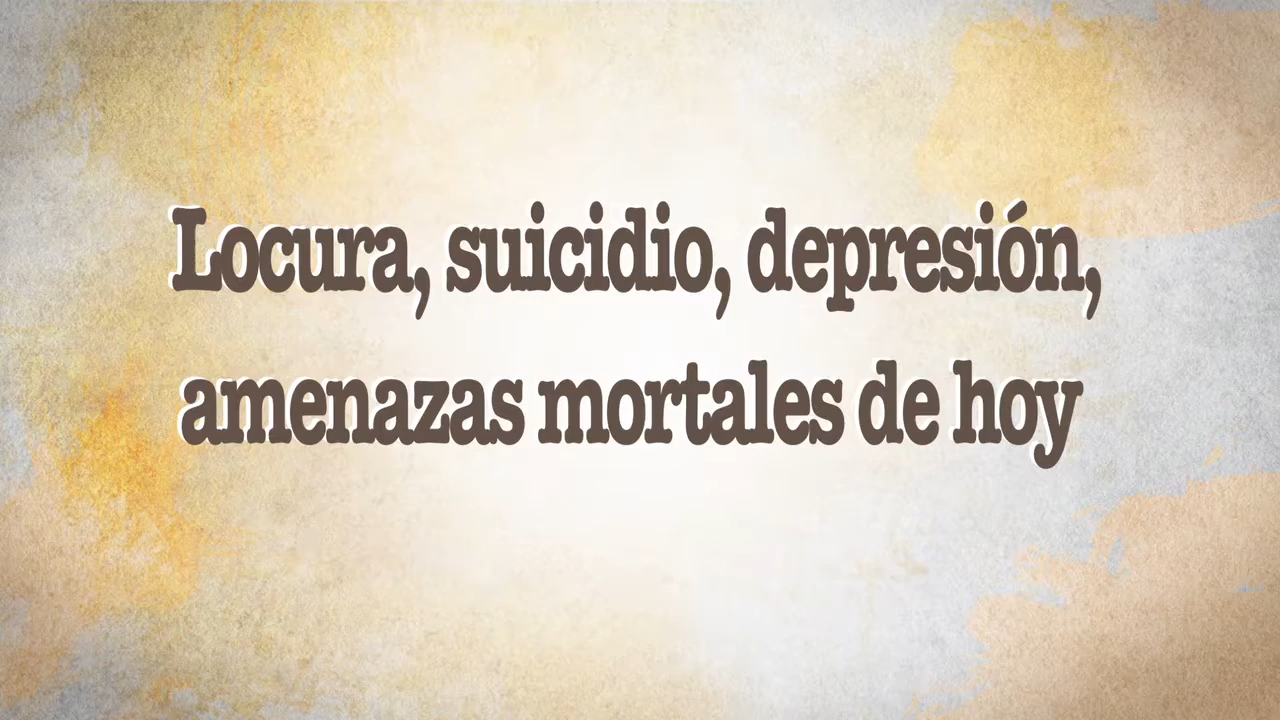 Locura, suicidio, depresión,
amenazas mortales de hoy